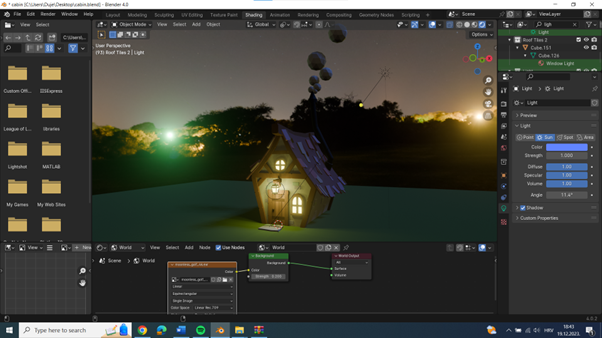 * cabin [C:\Users\Dujer\Desktop\cabin.blend] - Blender 4.0
File Edit Render Window Help Layout Modeling Sculpting UV Editing Texture Paint Shading Animation Rendering Compositing Geometry Nodes Scripting
Scene ViewLayer
Object Mode View Select Add Object Global
View Select
Options
C:\Users\...
User Perspective
(93) Roof Tiles 2 | Light
Light
Roof Tiles 2
Cube.151
Cube.126
Window Light
Custom Offi...
IISExpress
League of L...
libraries
Lightshot
MATLAB
My Games
My Web Sites
Light Light
Light
Preview
Light
Point Sun Spot Area
Color
Strength 1.000
Diffuse 1.00
Specular 1.00
Volume 1.00
Angle 11.4°
Shadow
Custom Properties
View New
World View Select Add Node Use Nodes World
Scene World
Color
Linear
Equirectangular
Single Image
Color Space
Background
Background
Color
Strength
World Output
All
Surface
Volume
4.0.2
Type here to search
HRV
18:43
19.12.2023.